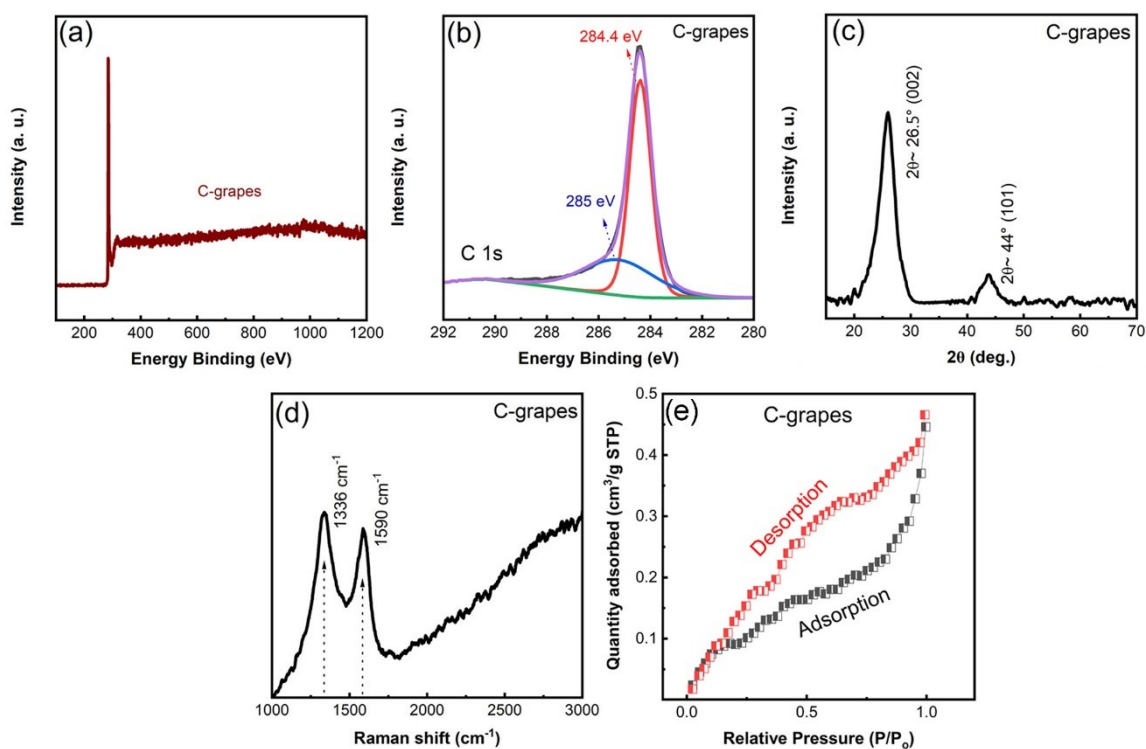 (a)
C-grapes
Intensity (a. u.)
200 400 600 800 1000 1200
Energy Binding (eV)
(b)
C-grapes
284.4 eV
285 eV
C 1s
Intensity (a. u.)
292 290 288 286 284 282 280
Energy Binding (eV)
(c)
C-grapes
2θ~ 26.5° (002)
2θ~ 44° (101)
Intensity (a. u.)
20 30 40 50 60 70
2θ (deg.)
(d)
C-grapes
1336 cm⁻¹
1590 cm⁻¹
Intensity (a. u.)
1000 1500 2000 2500 3000
Raman shift (cm⁻¹)
(e)
C-grapes
Desorption
Adsorption
Quantity adsorbed (cm³/g STP)
0.5
0.4
0.3
0.2
0.1
0.0 0.5 1.0
Relative Pressure (P/Pₒ)